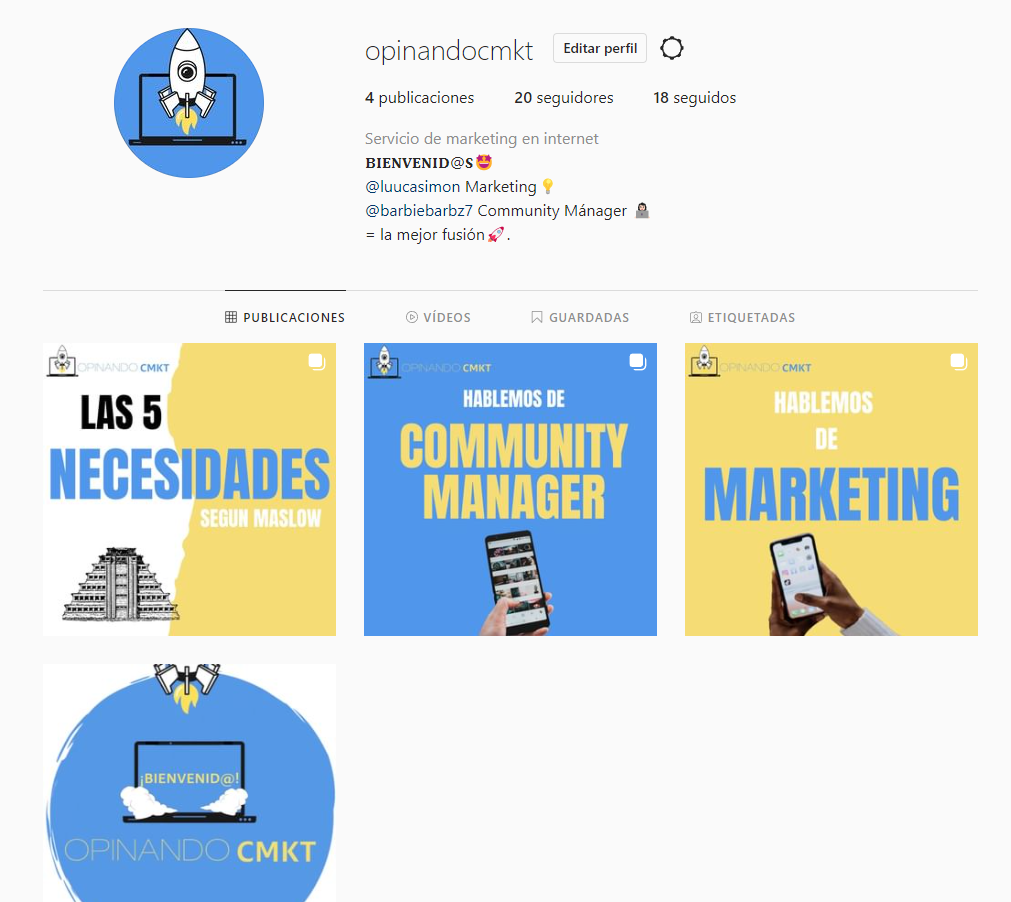 opinandocmkt Editar perfil
4 publicaciones 20 seguidores 18 seguidos
Servicio de marketing en internet
𝐁𝐈𝐄𝐍𝐕𝐄𝐍𝐈𝐃@𝐒🤩
@luucasimon Marketing 💡
@barbiebarbz7 Community Mánager 👩🏻‍💻
= la mejor fusión🚀.
PUBLICACIONES VÍDEOS GUARDADAS ETIQUETADAS
OPINANDO CMKT
LAS 5
NECESIDADES
SEGUN MASLOW
OPINANDO CMKT
HABLEMOS DE
COMMUNITY
MANAGER
OPINANDO CMKT
HABLEMOS
DE
MARKETING
¡BIENVENID@!
OPINANDO CMKT